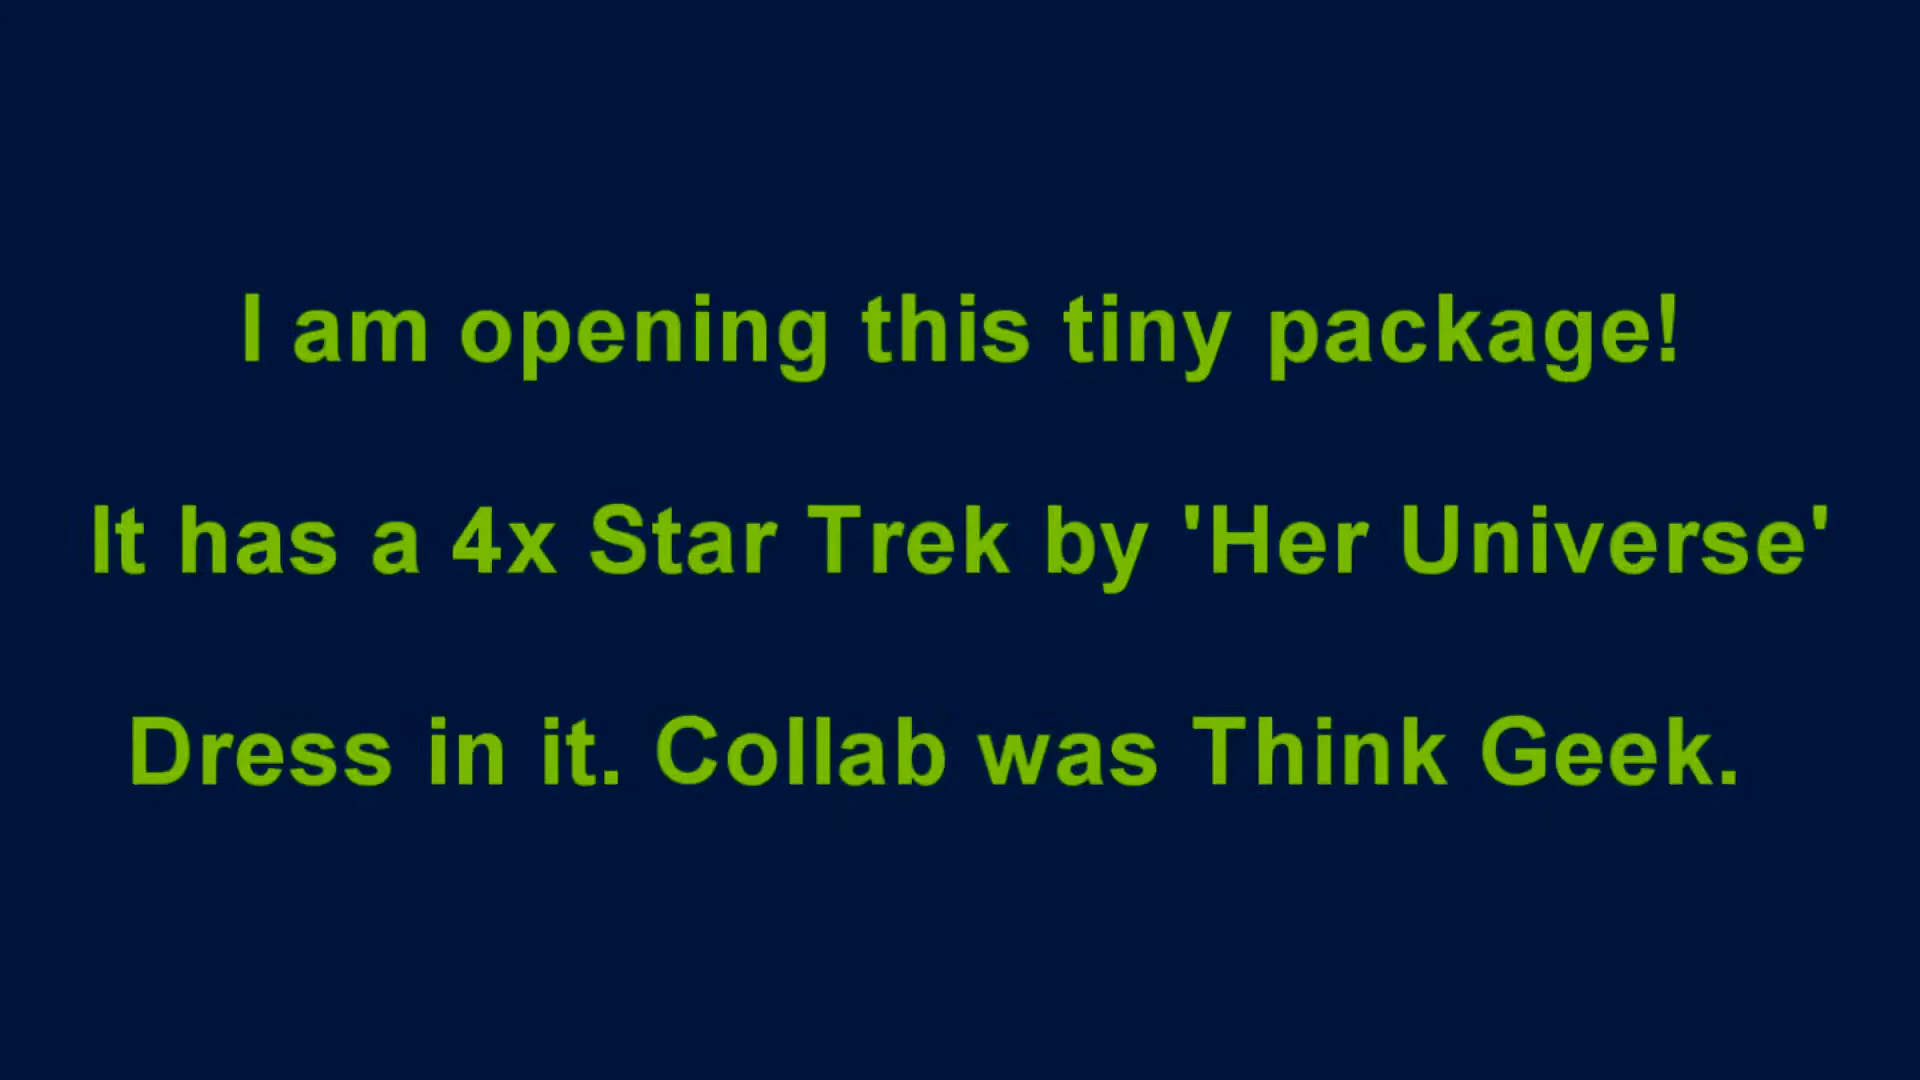 I am opening this tiny package!
It has a 4x Star Trek by 'Her Universe'
Dress in it. Collab was Think Geek.